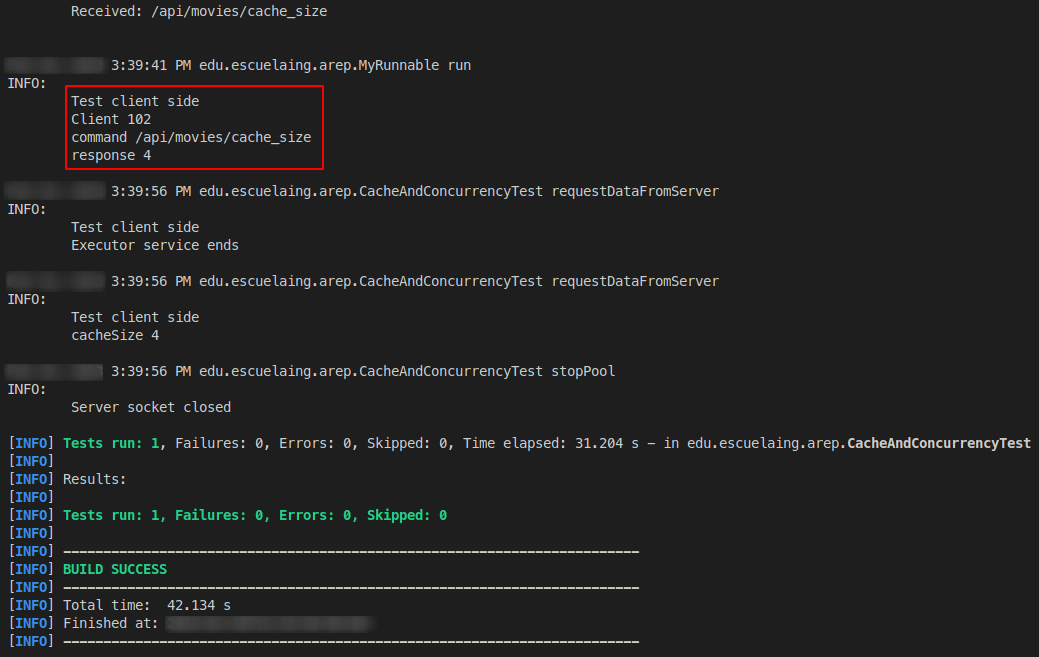 Received: /api/movies/cache_size
3:39:41 PM edu.escuelaing.arep.MyRunnable run
INFO:
Test client side
Client 102
command /api/movies/cache_size
response 4
3:39:56 PM edu.escuelaing.arep.CacheAndConcurrencyTest requestDataFromServer
INFO:
Test client side
Executor service ends
3:39:56 PM edu.escuelaing.arep.CacheAndConcurrencyTest requestDataFromServer
INFO:
Test client side
cacheSize 4
3:39:56 PM edu.escuelaing.arep.CacheAndConcurrencyTest stopPool
INFO:
Server socket closed
[INFO] Tests run: 1, Failures: 0, Errors: 0, Skipped: 0, Time elapsed: 31.204 s - in edu.escuelaing.arep.CacheAndConcurrencyTest
[INFO]
[INFO] Results:
[INFO]
[INFO] Tests run: 1, Failures: 0, Errors: 0, Skipped: 0
[INFO]
[INFO] ------------------------------------------------------------------------
[INFO] BUILD SUCCESS
[INFO] ------------------------------------------------------------------------
[INFO] Total time:  42.134 s
[INFO] Finished at:
[INFO] ------------------------------------------------------------------------